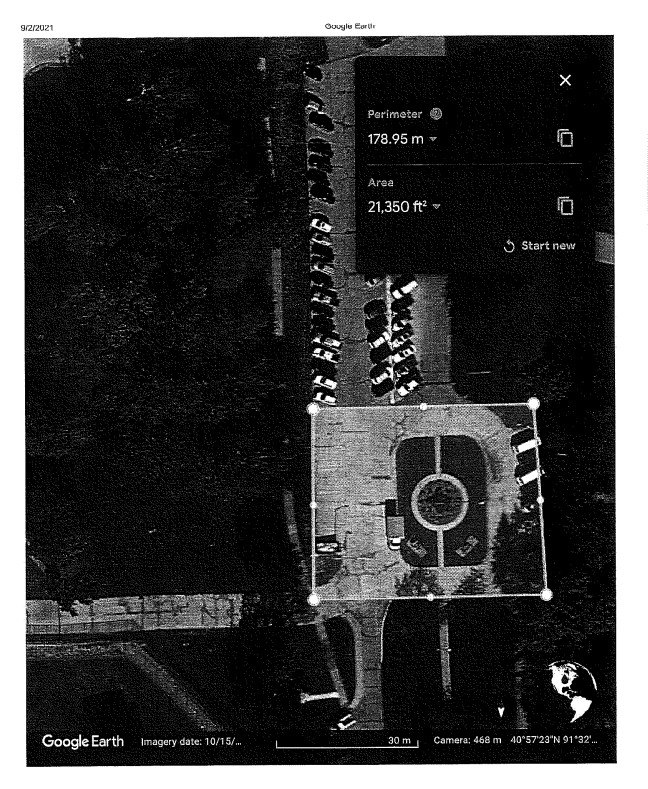 9/2/2021
Google Earth
Perimeter
178.95 m
Area
21,350 ft²
Start new
Google Earth
Imagery date: 10/15/...
30 m
Camera: 468 m
40°57'23"N 91°32'...